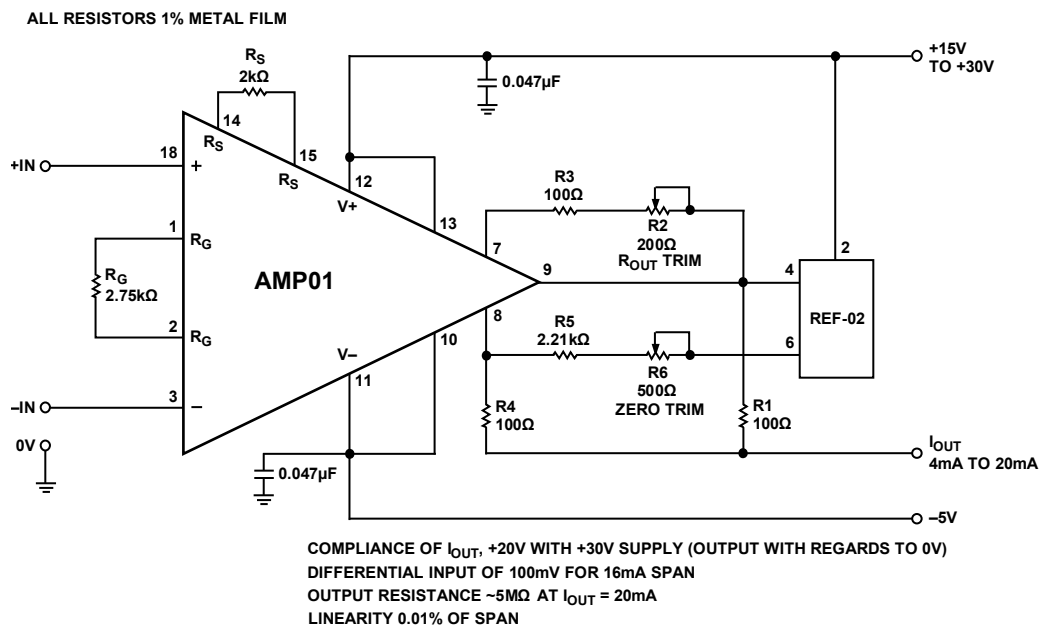 ALL RESISTORS 1% METAL FILM
R_S
2kΩ
14
R_S
15
R_S
0.047µF
+15V
TO +30V
+IN
18
+
12
V+
13
R3
100Ω
R2
200Ω
R_OUT TRIM
7
2
1
R_G
R_G
2.75kΩ
AMP01
9
4
REF-02
8
R5
2.21kΩ
6
2
R_G
V–
10
R6
500Ω
ZERO TRIM
11
–IN
3
–
R4
100Ω
R1
100Ω
0V
0.047µF
I_OUT
4mA TO 20mA
–5V
COMPLIANCE OF I_OUT, +20V WITH +30V SUPPLY (OUTPUT WITH REGARDS TO 0V)
DIFFERENTIAL INPUT OF 100mV FOR 16mA SPAN
OUTPUT RESISTANCE ~5MΩ AT I_OUT = 20mA
LINEARITY 0.01% OF SPAN